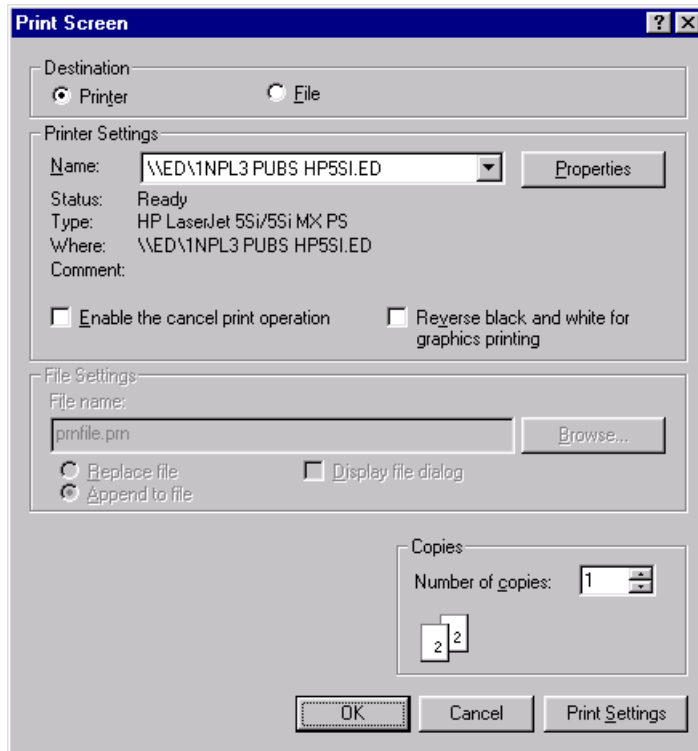 Print Screen
Destination
Printer File
Printer Settings
Name: \\ED\1NPL3 PUBS HP5SI.ED Properties
Status: Ready
Type: HP LaserJet 5Si/5Si MX PS
Where: \\ED\1NPL3 PUBS HP5SI.ED
Comment:
Enable the cancel print operation Reverse black and white for
graphics printing
File Settings
File name:
prnfile.prn Browse...
Replace file Display file dialog
Append to file
Copies
Number of copies: 1
2 2
OK Cancel Print Settings